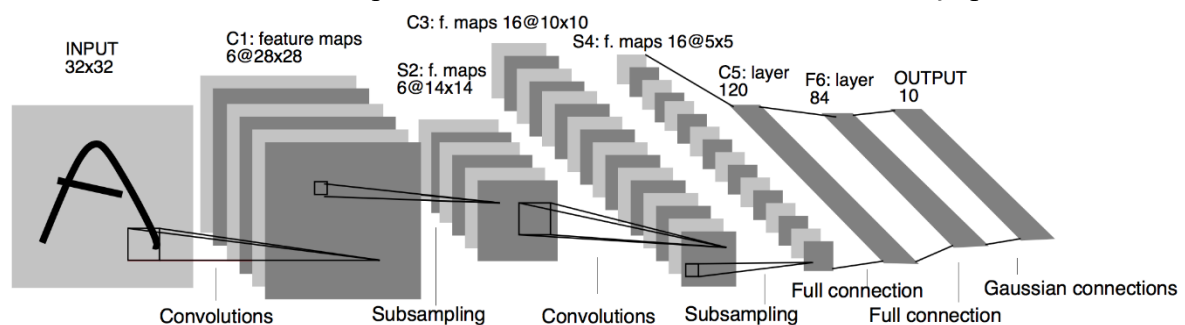 INPUT
32x32
C1: feature maps
6@28x28
S2: f. maps
6@14x14
C3: f. maps 16@10x10
S4: f. maps 16@5x5
C5: layer
120
F6: layer
84
OUTPUT
10
Convolutions
Subsampling
Convolutions
Subsampling
Full connection
Full connection
Gaussian connections
A